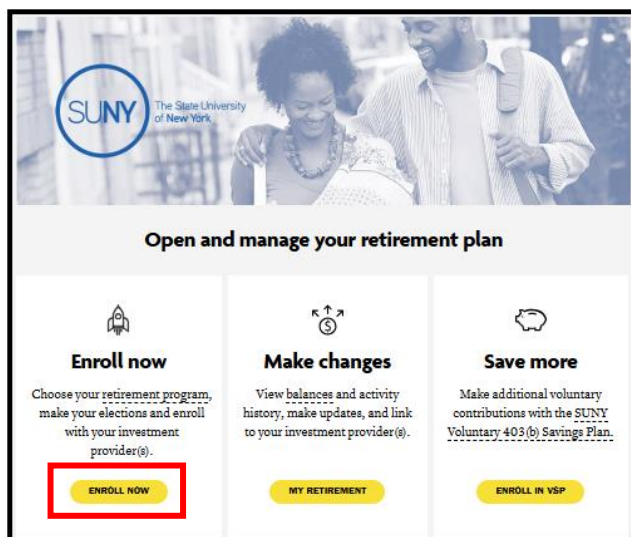 SUNY
The State University
of New York
Open and manage your retirement plan
Enroll now
Choose your retirement program,
make your elections and enroll
with your investment
provider(s).
ENROLL NOW
Make changes
View balances and activity
history, make updates, and link
to your investment provider(s).
MY RETIREMENT
Save more
Make additional voluntary
contributions with the SUNY
Voluntary 403(b) Savings Plan.
ENROLL IN VSP